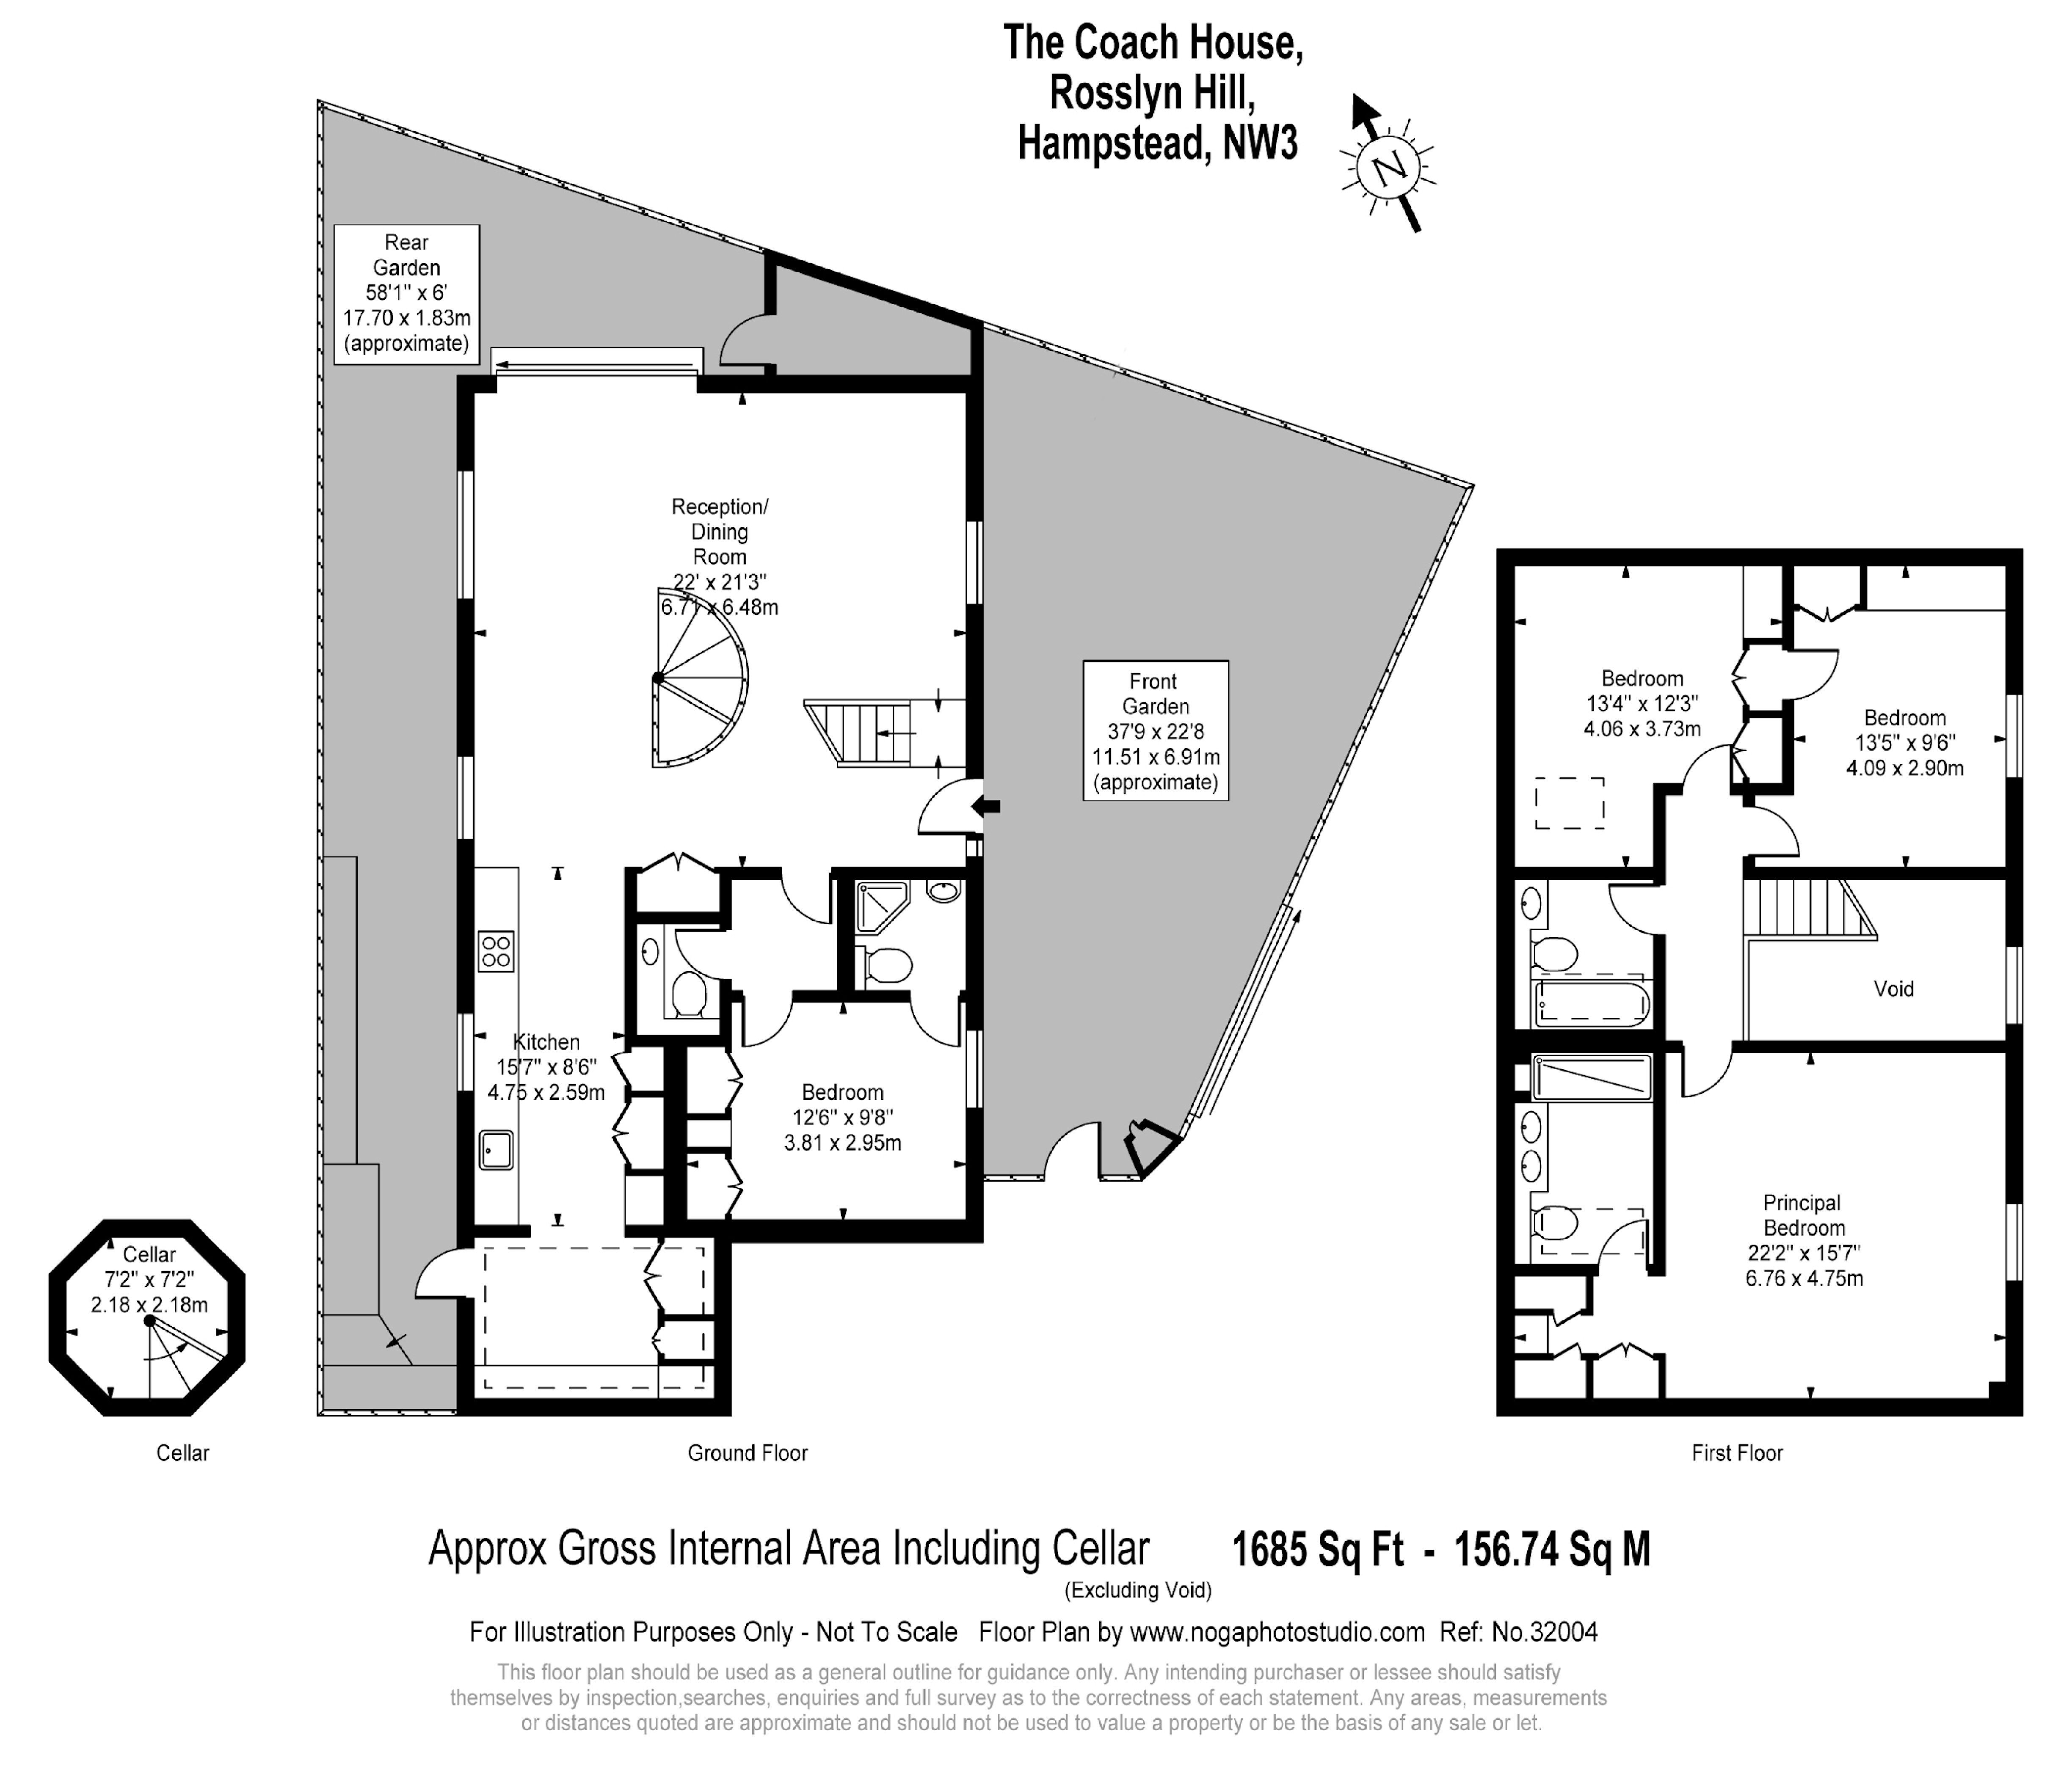 The Coach House,
Rosslyn Hill,
Hampstead, NW3
N
Rear
Garden
58'1" x 6'
17.70 x 1.83m
(approximate)
Reception/
Dining
Room
22' x 21'3"
6.71 x 6.48m
Front
Garden
37'9 x 22'8
11.51 x 6.91m
(approximate)
Kitchen
15'7" x 8'6"
4.75 x 2.59m
Bedroom
12'6" x 9'8"
3.81 x 2.95m
Cellar
7'2" x 7'2"
2.18 x 2.18m
Bedroom
13'4" x 12'3"
4.06 x 3.73m
Bedroom
13'5" x 9'6"
4.09 x 2.90m
Void
Principal
Bedroom
22'2" x 15'7"
6.76 x 4.75m
Cellar
Ground Floor
First Floor
Approx Gross Internal Area Including Cellar 1685 Sq Ft - 156.74 Sq M
(Excluding Void)
For Illustration Purposes Only - Not To Scale Floor Plan by www.nogaphotostudio.com Ref: No.32004
This floor plan should be used as a general outline for guidance only. Any intending purchaser or lessee should satisfy
themselves by inspection,searches, enquiries and full survey as to the correctness of each statement. Any areas, measurements
or distances quoted are approximate and should not be used to value a property or be the basis of any sale or let.